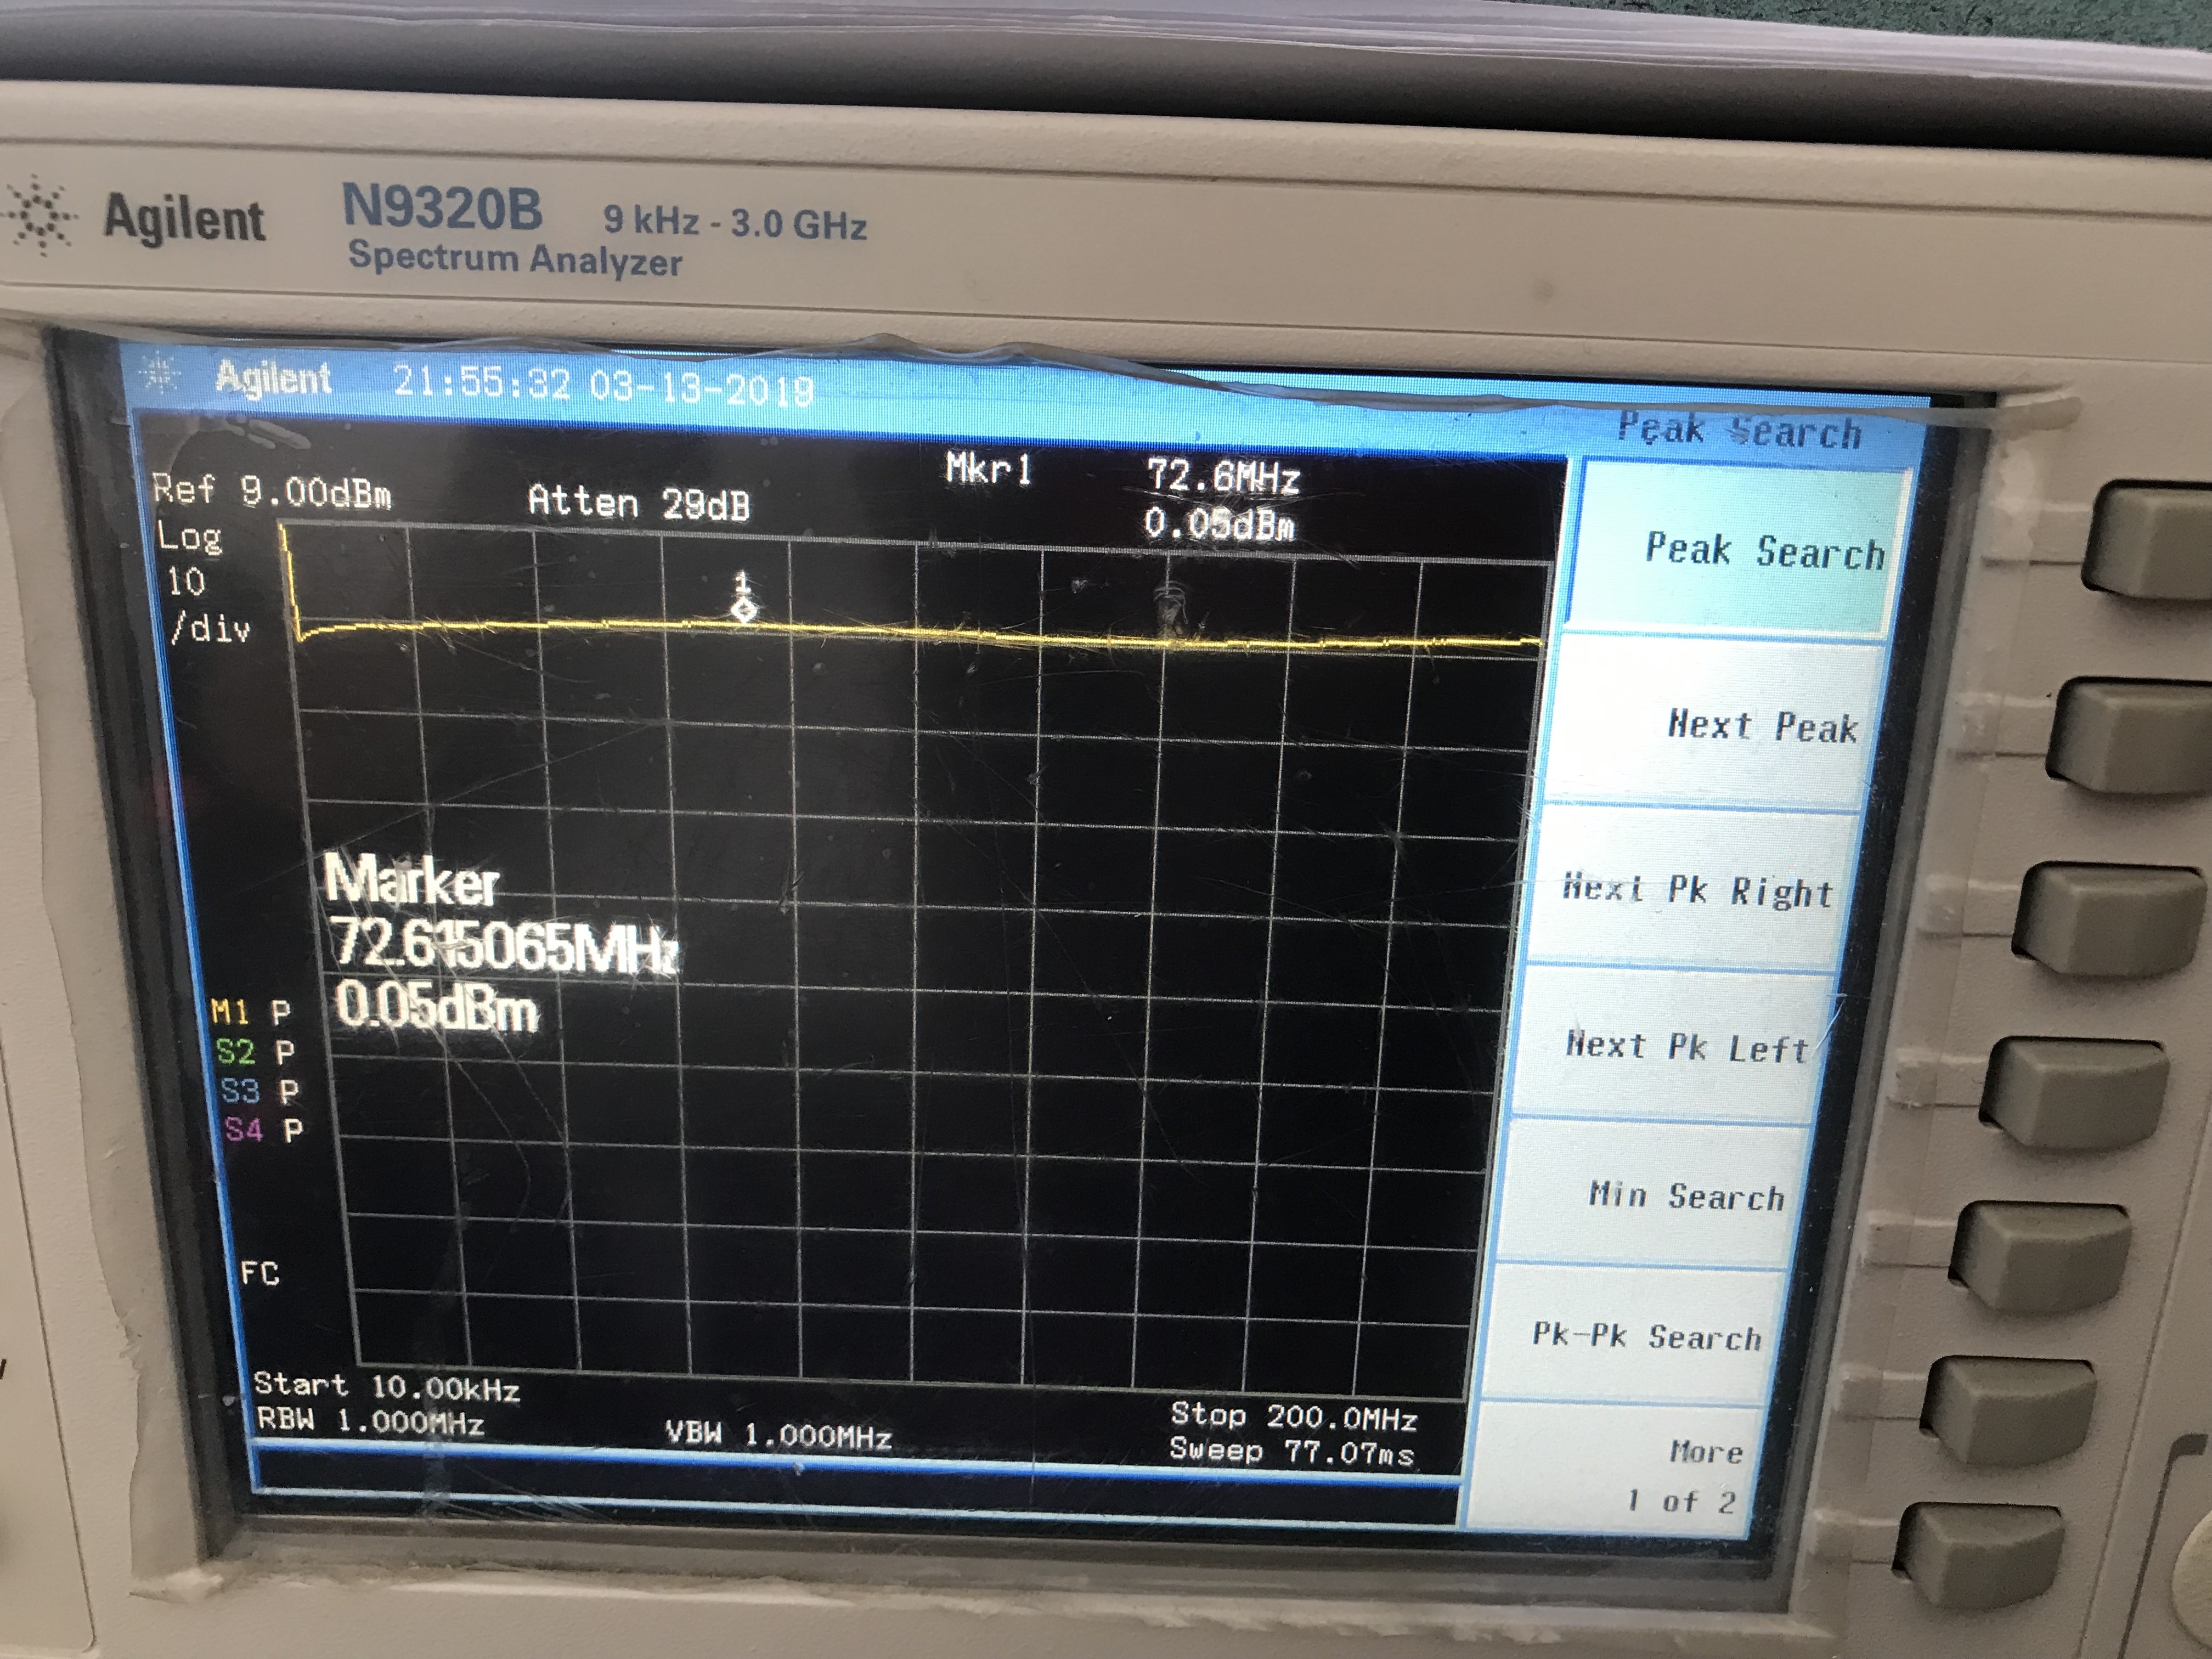 Agilent N9320B 9 kHz - 3.0 GHz
Spectrum Analyzer
Agilent 21:55:32 03-13-2019
Peak Search
Ref 9.00dBm Atten 29dB Mkr1 72.6MHz
0.05dBm
Log
10
/div
1
Peak Search
Next Peak
Next Pk Right
Next Pk Left
Min Search
Pk-Pk Search
More
1 of 2
Marker
72.615065MHz
0.05dBm
M1 P
S2 P
S3 P
S4 P
FC
Start 10.00kHz Stop 200.0MHz
RBW 1.000MHz VBW 1.000MHz Sweep 77.07ms